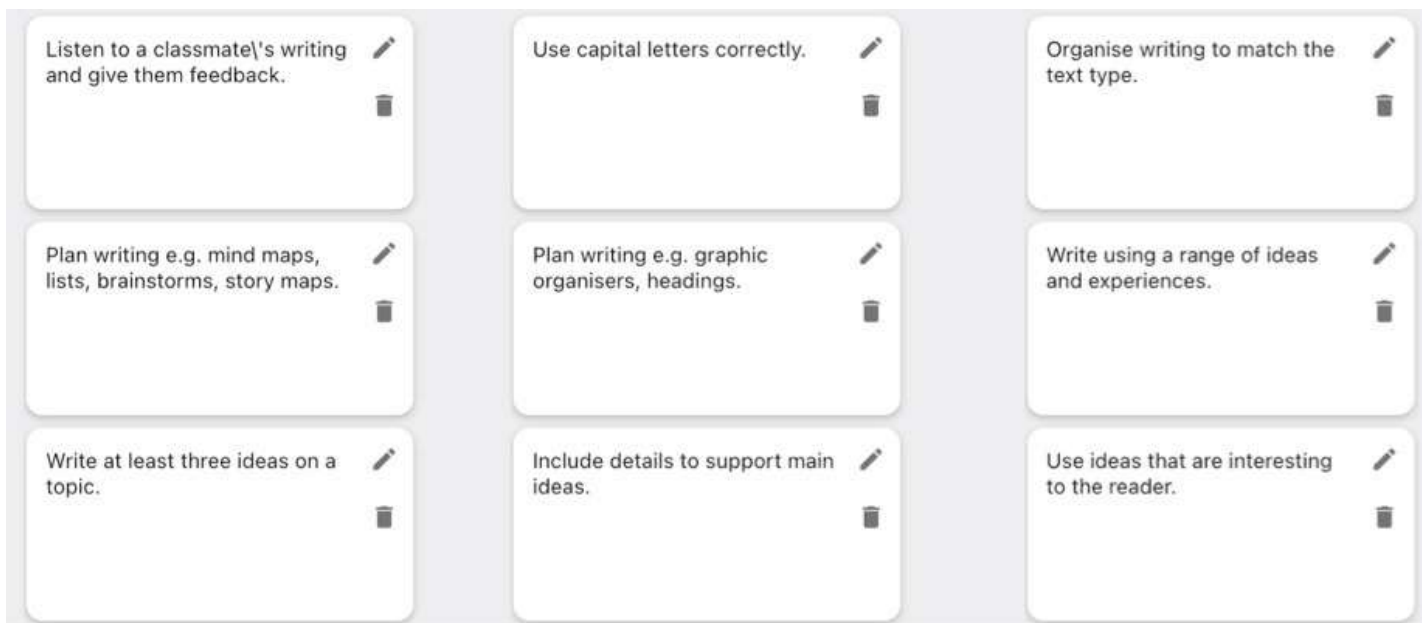 Listen to a classmate\'s writing
and give them feedback.
Use capital letters correctly.
Organise writing to match the
text type.
Plan writing e.g. mind maps,
lists, brainstorms, story maps.
Plan writing e.g. graphic
organisers, headings.
Write using a range of ideas
and experiences.
Write at least three ideas on a
topic.
Include details to support main
ideas.
Use ideas that are interesting
to the reader.